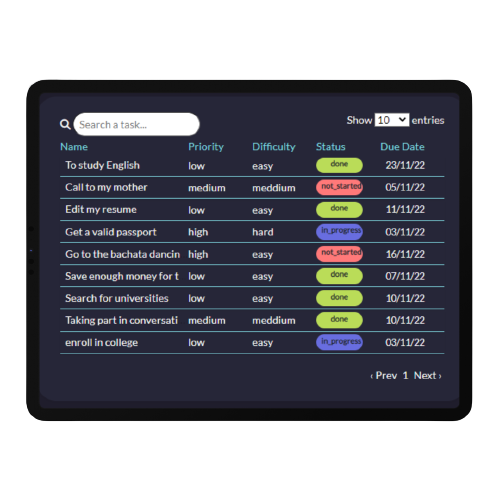 Search a task... Show 10 entries
Name Priority Difficulty Status Due Date
To study English low easy done 23/11/22
Call to my mother medium meddium not_started 05/11/22
Edit my resume low easy done 11/11/22
Get a valid passport high hard in_progress 03/11/22
Go to the bachata dancin high easy not_started 16/11/22
Save enough money for t low easy done 07/11/22
Search for universities low easy done 10/11/22
Taking part in conversati medium meddium done 10/11/22
enroll in college low easy in_progress 03/11/22
‹ Prev 1 Next ›